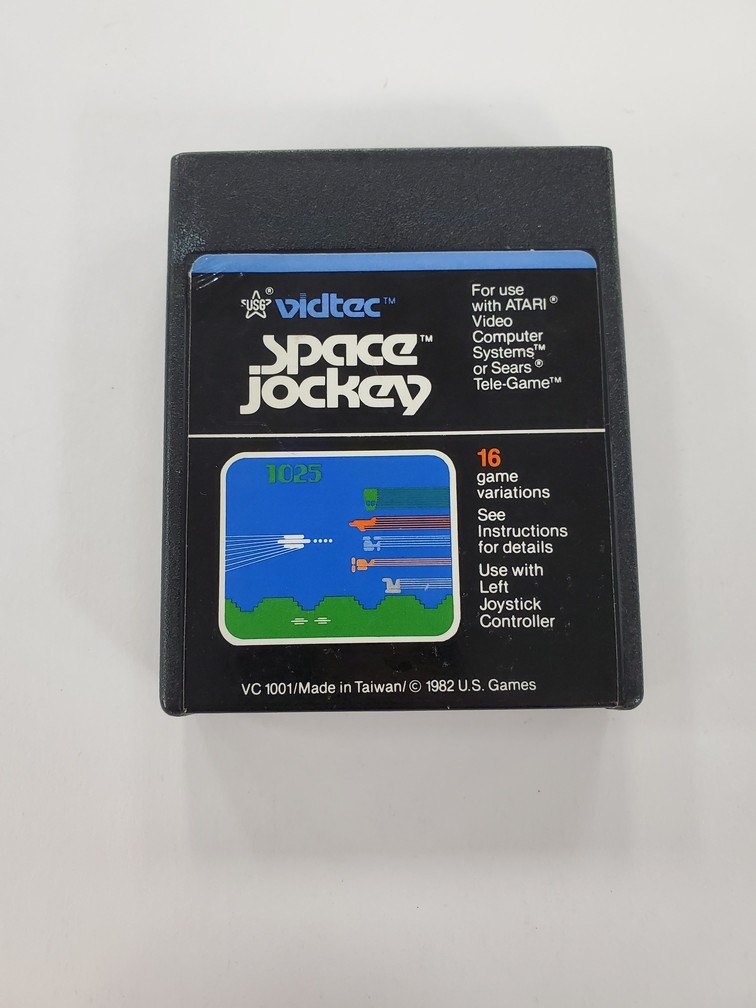 USG® vidtec™
space™
jockey
For use
with ATARI®
Video
Computer
Systems™
or Sears®
Tele-Game™
1025
16
game
variations
See
Instructions
for details
Use with
Left
Joystick
Controller
VC 1001/Made in Taiwan/© 1982 U.S. Games